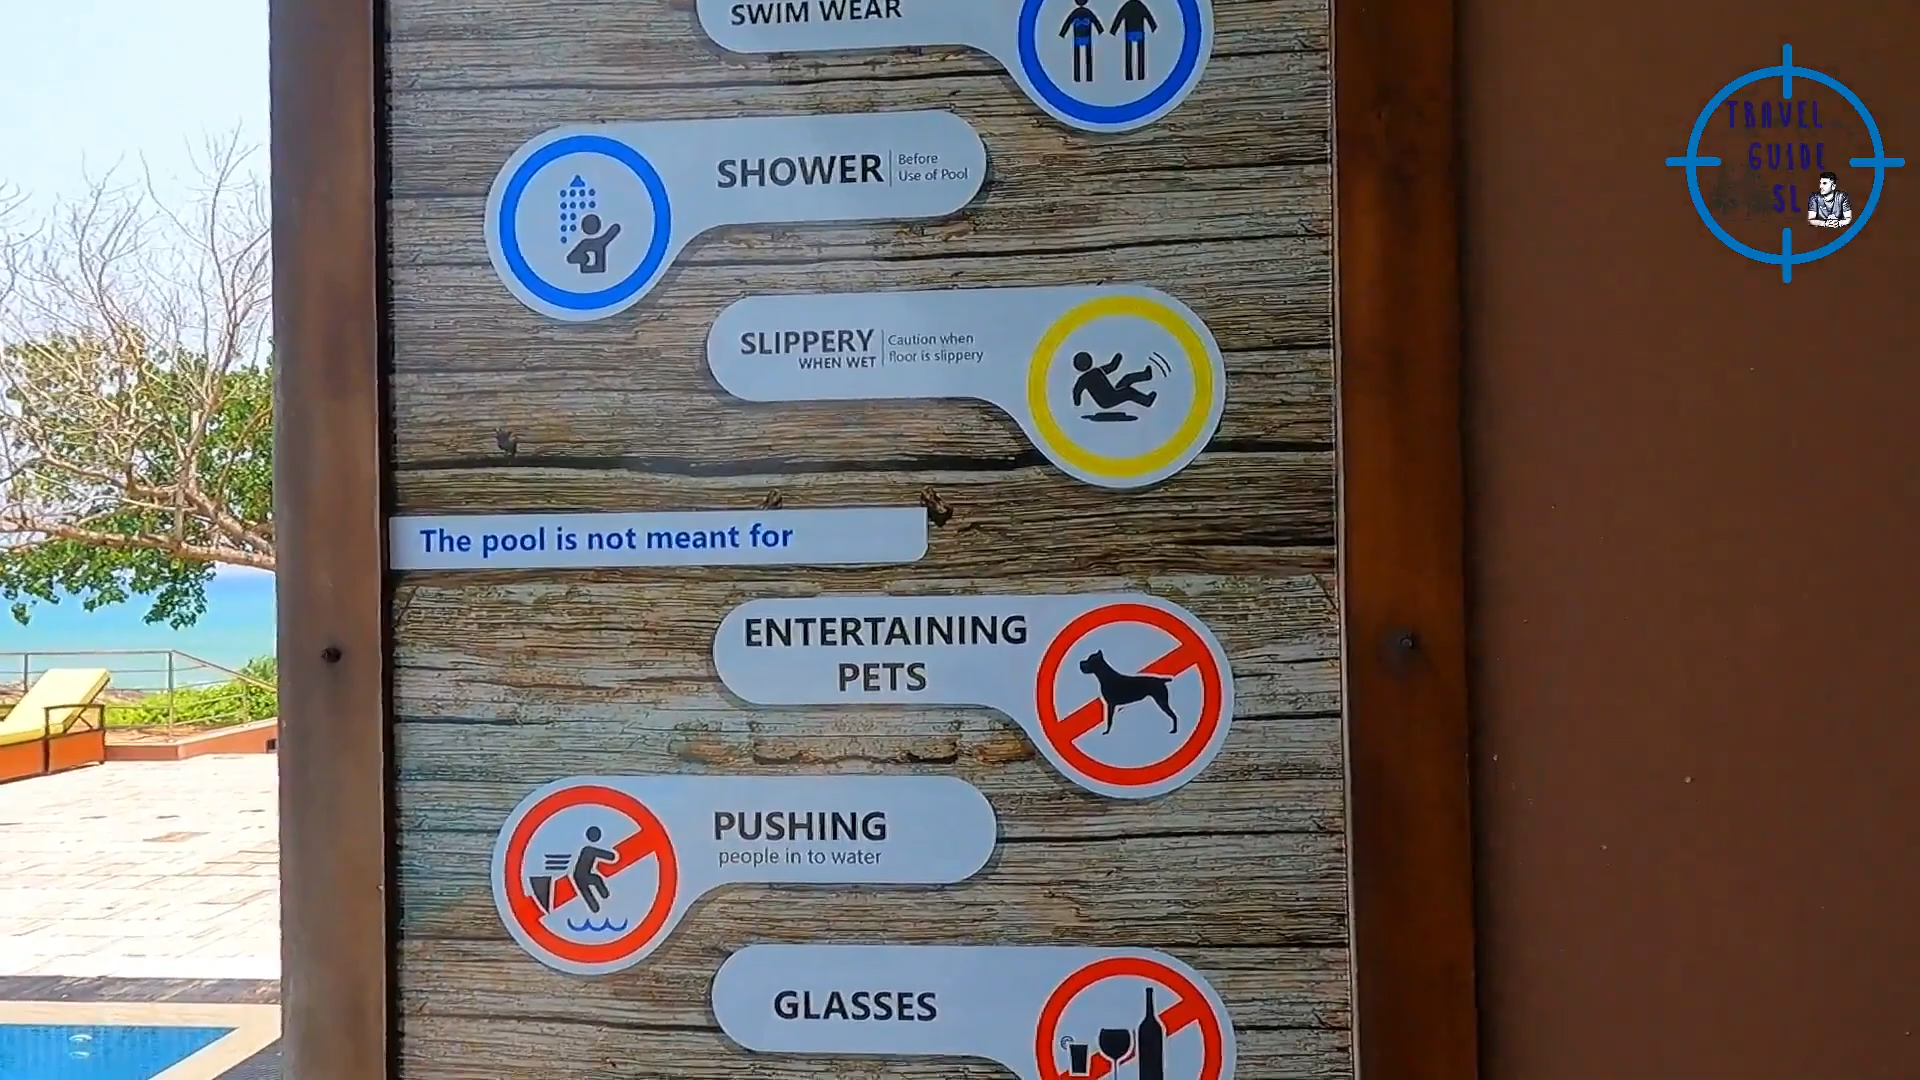 SWIM WEAR
SHOWER
Before
Use of Pool
SLIPPERY
WHEN WET
Caution when
floor is slippery
The pool is not meant for
ENTERTAINING
PETS
PUSHING
people in to water
GLASSES
TRAVEL
GUIDE
SL